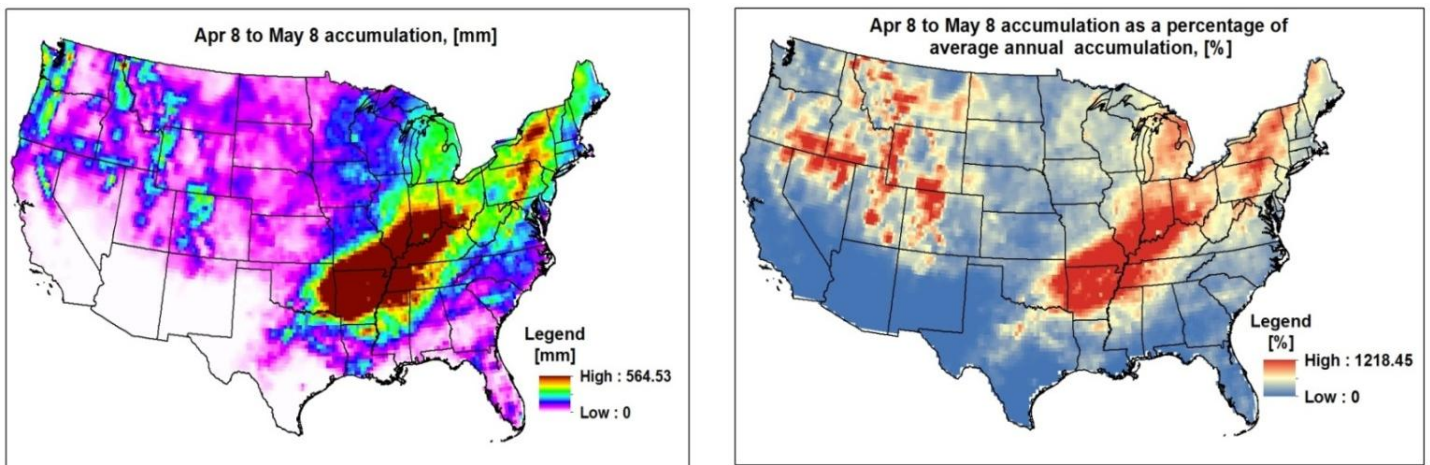 Apr 8 to May 8 accumulation, [mm]
Legend
[mm]
High : 564.53
Low : 0
Apr 8 to May 8 accumulation as a percentage of
average annual accumulation, [%]
Legend
[%]
High : 1218.45
Low : 0